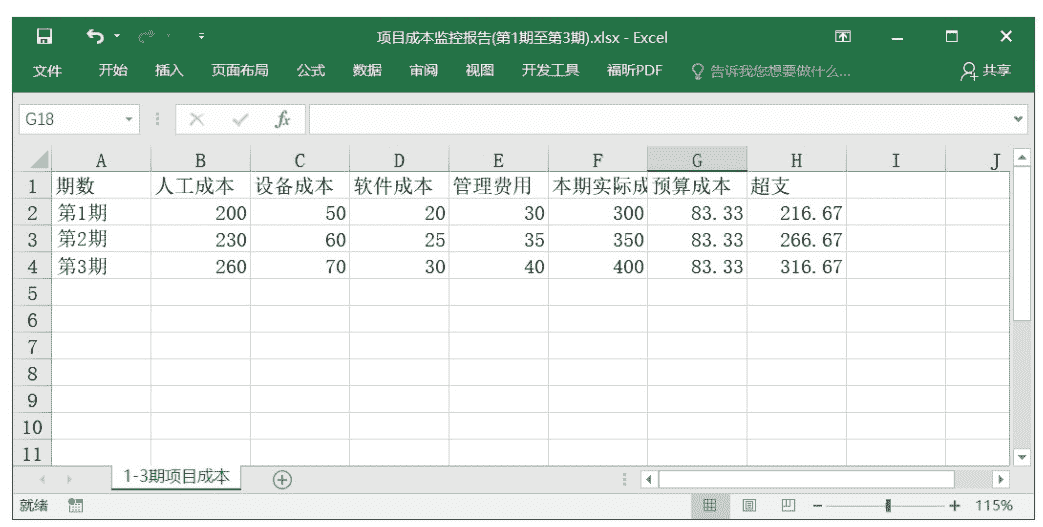 项目成本监控报告(第1期至第3期).xlsx - Excel
文件 开始 插入 页面布局 公式 数据 审阅 视图 开发工具 福昕PDF 告诉我您想要做什么... 共享
G18 fx
A B C D E F G H I J
1 期数 人工成本 设备成本 软件成本 管理费用 本期实际成 预算成本 超支
2 第1期 200 50 20 30 300 83.33 216.67
3 第2期 230 60 25 35 350 83.33 266.67
4 第3期 260 70 30 40 400 83.33 316.67
5
6
7
8
9
10
11
1-3期项目成本
就绪 115%